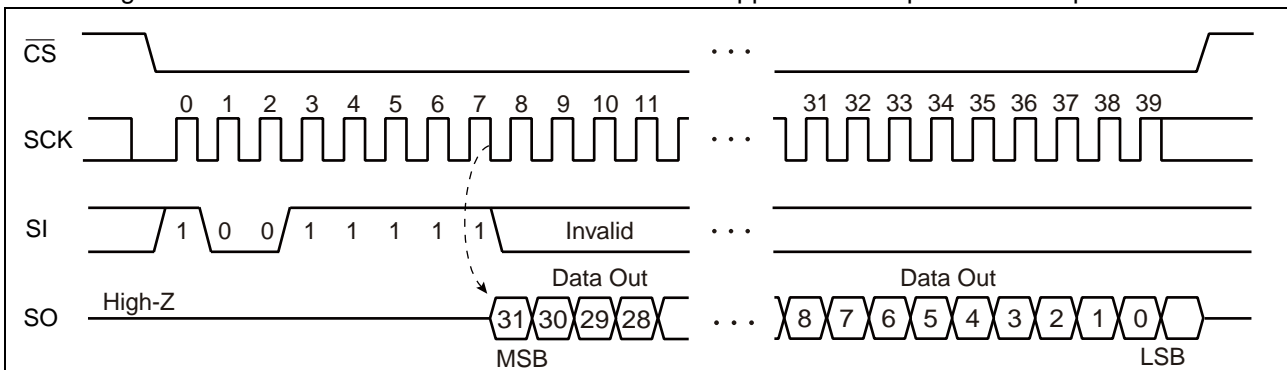 CS
0 1 2 3 4 5 6 7 8 9 10 11 31 32 33 34 35 36 37 38 39
SCK
SI 1 0 0 1 1 1 1 1 Invalid
Data Out Data Out
High-Z
SO 31 30 29 28 8 7 6 5 4 3 2 1 0
MSB LSB